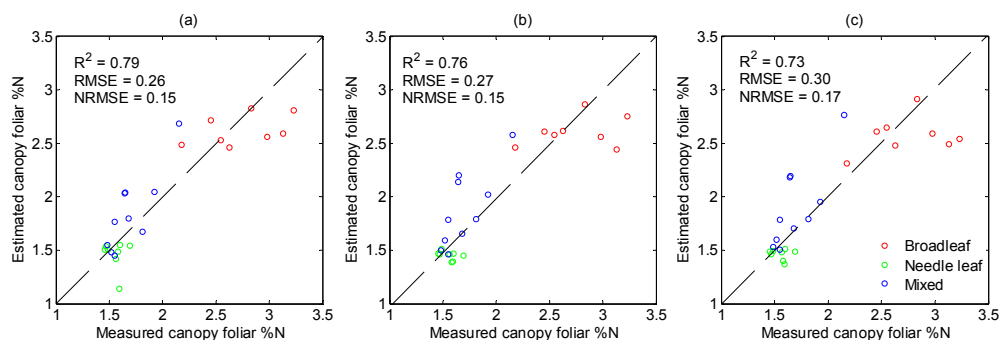 (a)
R² = 0.79
RMSE = 0.26
NRMSE = 0.15
Estimated canopy foliar %N
3.5
3
2.5
2
1.5
1
1 1.5 2 2.5 3 3.5
Measured canopy foliar %N
(b)
R² = 0.76
RMSE = 0.27
NRMSE = 0.15
Estimated canopy foliar %N
3.5
3
2.5
2
1.5
1
1 1.5 2 2.5 3 3.5
Measured canopy foliar %N
(c)
R² = 0.73
RMSE = 0.30
NRMSE = 0.17
Estimated canopy foliar %N
3.5
3
2.5
2
1.5
1
Broadleaf
Needle leaf
Mixed
1 1.5 2 2.5 3 3.5
Measured canopy foliar %N